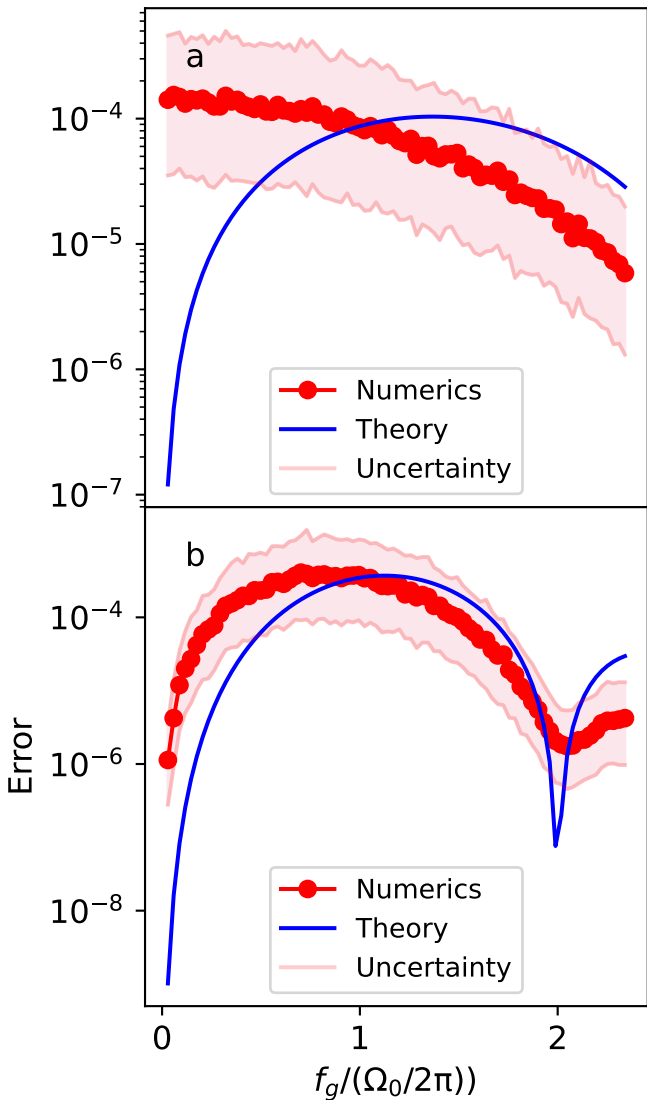 a
10⁻⁴
10⁻⁵
10⁻⁶
10⁻⁷
Numerics
Theory
Uncertainty
b
10⁻⁴
10⁻⁶
10⁻⁸
Error
Numerics
Theory
Uncertainty
0 1 2
f_g/(Ω₀/2π))